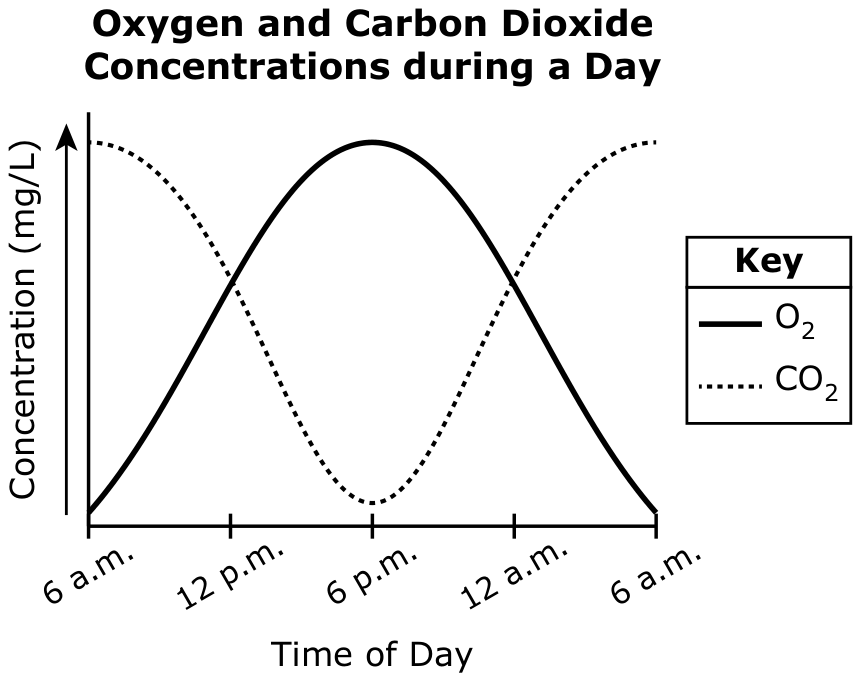 Oxygen and Carbon Dioxide
Concentrations during a Day
Concentration (mg/L)
6 a.m.
12 p.m.
6 p.m.
12 a.m.
6 a.m.
Time of Day
Key
O₂
CO₂